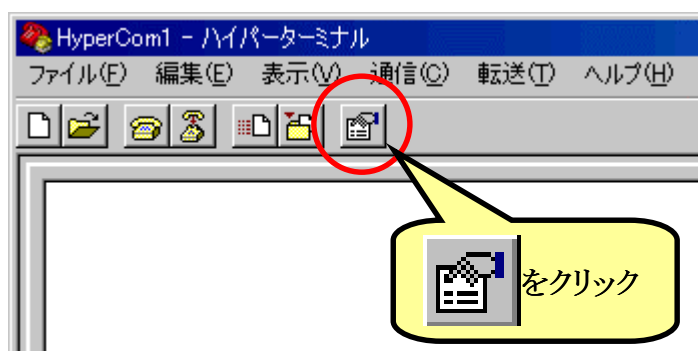 HyperCom1 - ハイパーターミナル
ファイル(F) 編集(E) 表示(V) 通信(C) 転送(T) ヘルプ(H)
をクリック